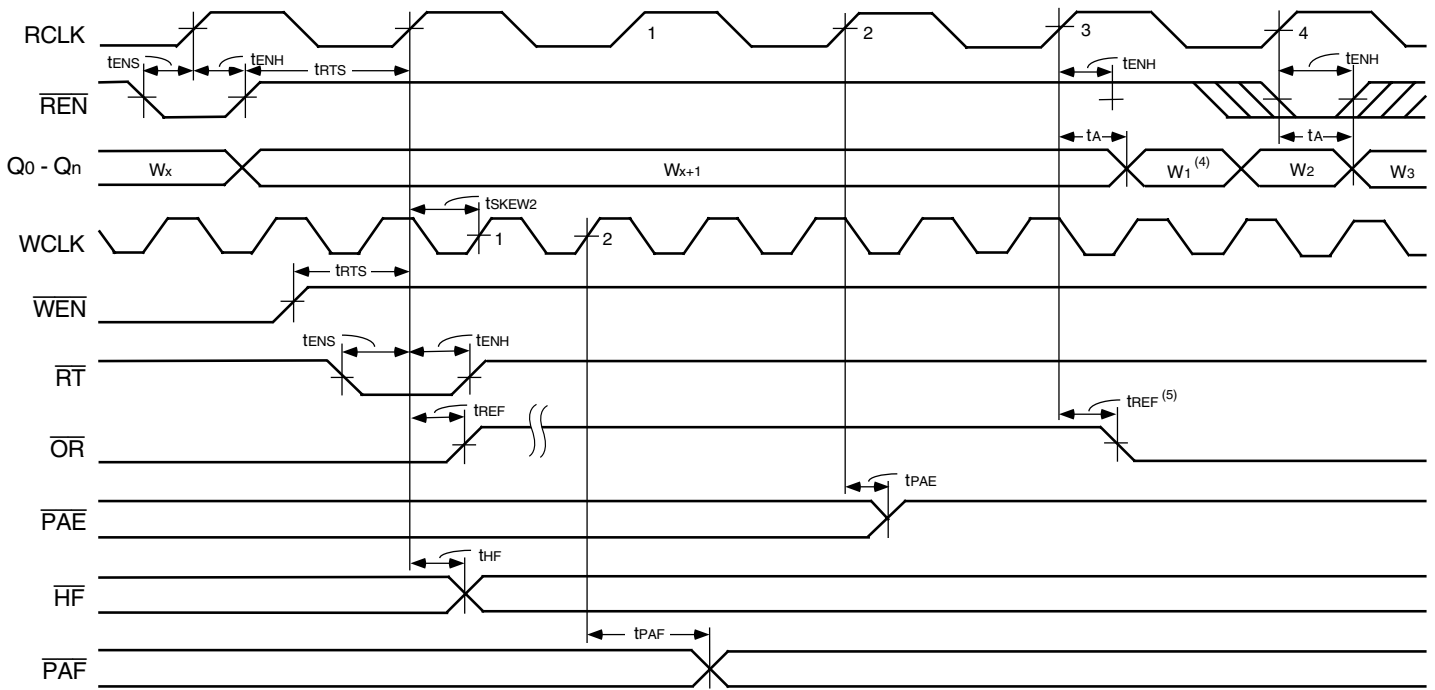 RCLK 1 2 3 4
tENS tENH tRTS tENH tENH
REN
tA tA
Q0 - Qn Wx Wx+1 W1 (4) W2 W3
tSKEW2
WCLK 1 2
tRTS
WEN
tENS tENH
RT
tREF tREF (5)
OR
tPAE
PAE
tHF
HF
tPAF
PAF